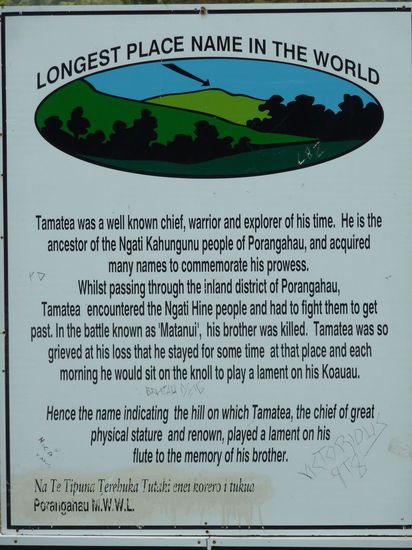 LONGEST PLACE NAME IN THE WORLD
L8Z
Tamatea was a well known chief, warrior and explorer of his time. He is the
ancestor of the Ngati Kahungunu people of Porangahau, and acquired
many names to commemorate his prowess.
Whilst passing through the inland district of Porangahau,
Tamatea encountered the Ngati Hine people and had to fight them to get
past. In the battle known as 'Matanui', his brother was killed. Tamatea was so
grieved at his loss that he stayed for some time at that place and each
morning he would sit on the knoll to play a lament on his Koauau.
Hence the name indicating the hill on which Tamatea, the chief of great
physical stature and renown, played a lament on his
flute to the memory of his brother.
VICTORIOUS
Na Te Tipuna Terehuka Tutaki enei korero i tukua
Porangahau M.W.W.L.